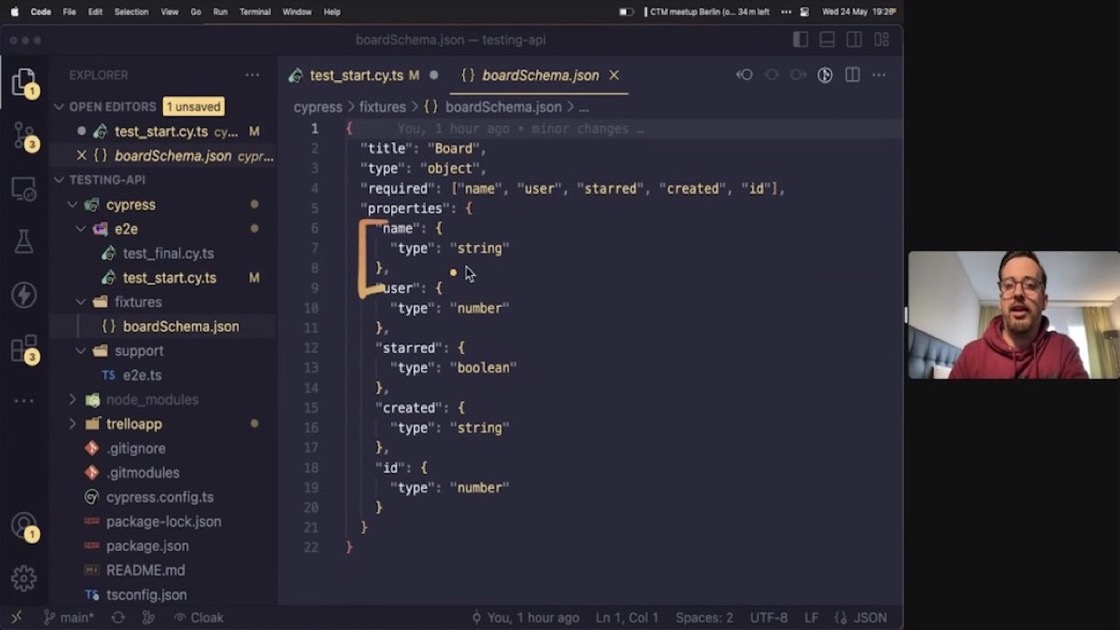 Code File Edit Selection View Go Run Terminal Window Help CTM meetup Berlin (o... 34 m left ••• Wed 24 May
boardSchema.json — testing-api
EXPLORER ...
OPEN EDITORS 1 unsaved
test_start.cy.ts cy... M
boardSchema.json cypr...
TESTING-API
cypress
e2e
test_final.cy.ts
test_start.cy.ts M
fixtures
{} boardSchema.json
support
TS e2e.ts
node_modules
trelloapp
.gitignore
.gitmodules
cypress.config.ts
package-lock.json
package.json
README.md
TS tsconfig.json
1
3
3
1
test_start.cy.ts M {} boardSchema.json
cypress > fixtures > {} boardSchema.json > ...
1 { You, 1 hour ago • minor changes …
2 "title": "Board",
3 "type": "object",
4 "required": ["name", "user", "starred", "created", "id"],
5 "properties": {
6 "name": {
7 "type": "string"
8 },
9 "user": {
10 "type": "number"
11 },
12 "starred": {
13 "type": "boolean"
14 },
15 "created": {
16 "type": "string"
17 },
18 "id": {
19 "type": "number"
20 }
21 }
22 }
main* Cloak You, 1 hour ago Ln 1, Col 1 Spaces: 2 UTF-8 LF {} JSON